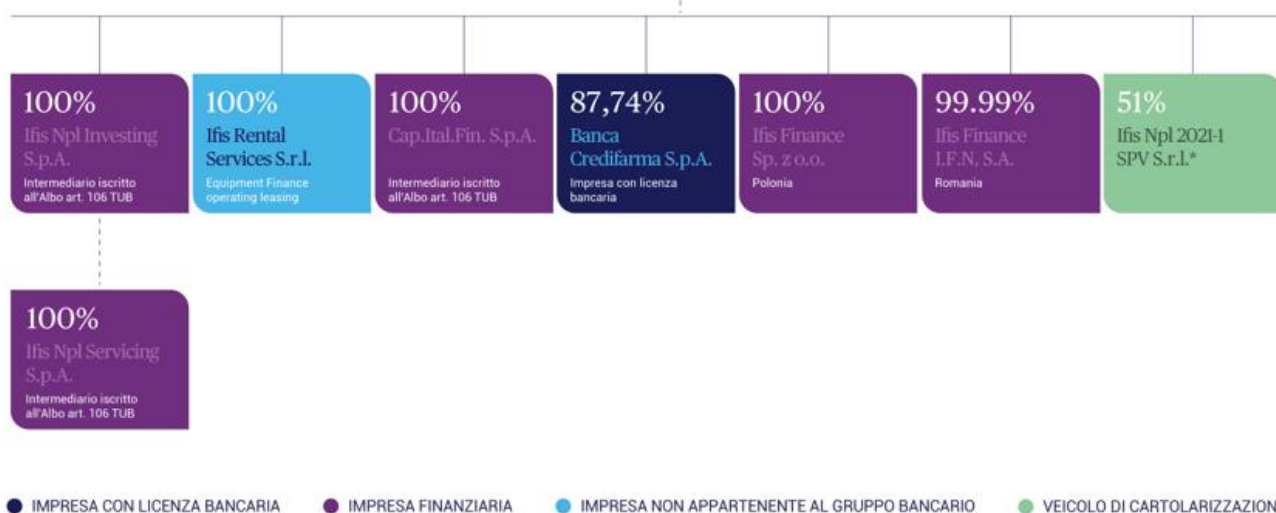 100%
Ifis Npl Investing
S.p.A.
Intermediario iscritto
all'Albo art. 106 TUB
100%
Ifis Rental
Services S.r.l.
Equipment Finance
operating leasing
100%
Cap.Ital.Fin. S.p.A.
Intermediario iscritto
all'Albo art. 106 TUB
87,74%
Banca
Credifarma S.p.A.
Impresa con licenza
bancaria
100%
Ifis Finance
Sp. z o.o.
Polonia
99.99%
Ifis Finance
I.F.N, S.A.
Romania
51%
Ifis Npl 2021-1
SPV S.r.l.*
100%
Ifis Npl Servicing
S.p.A.
Intermediario iscritto
all'Albo art. 106 TUB
IMPRESA CON LICENZA BANCARIA
IMPRESA FINANZIARIA
IMPRESA NON APPARTENENTE AL GRUPPO BANCARIO
VEICOLO DI CARTOLARIZZAZION